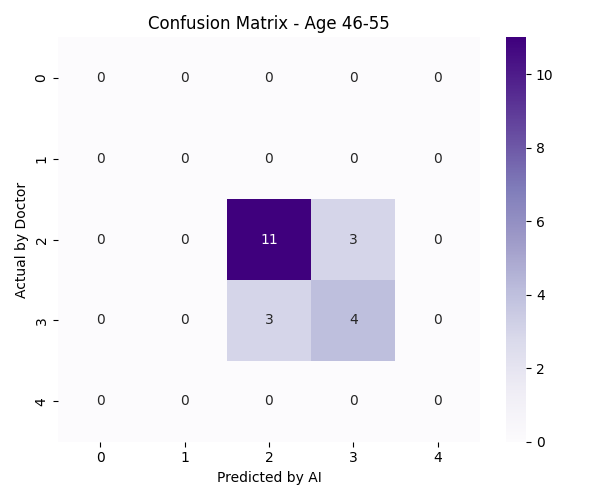 Confusion Matrix - Age 46-55
Actual by Doctor
0 0 0 0 0 0
1 0 0 0 0 0
2 0 0 11 3 0
3 0 0 3 4 0
4 0 0 0 0 0
0 1 2 3 4
Predicted by AI
10
8
6
4
2
0